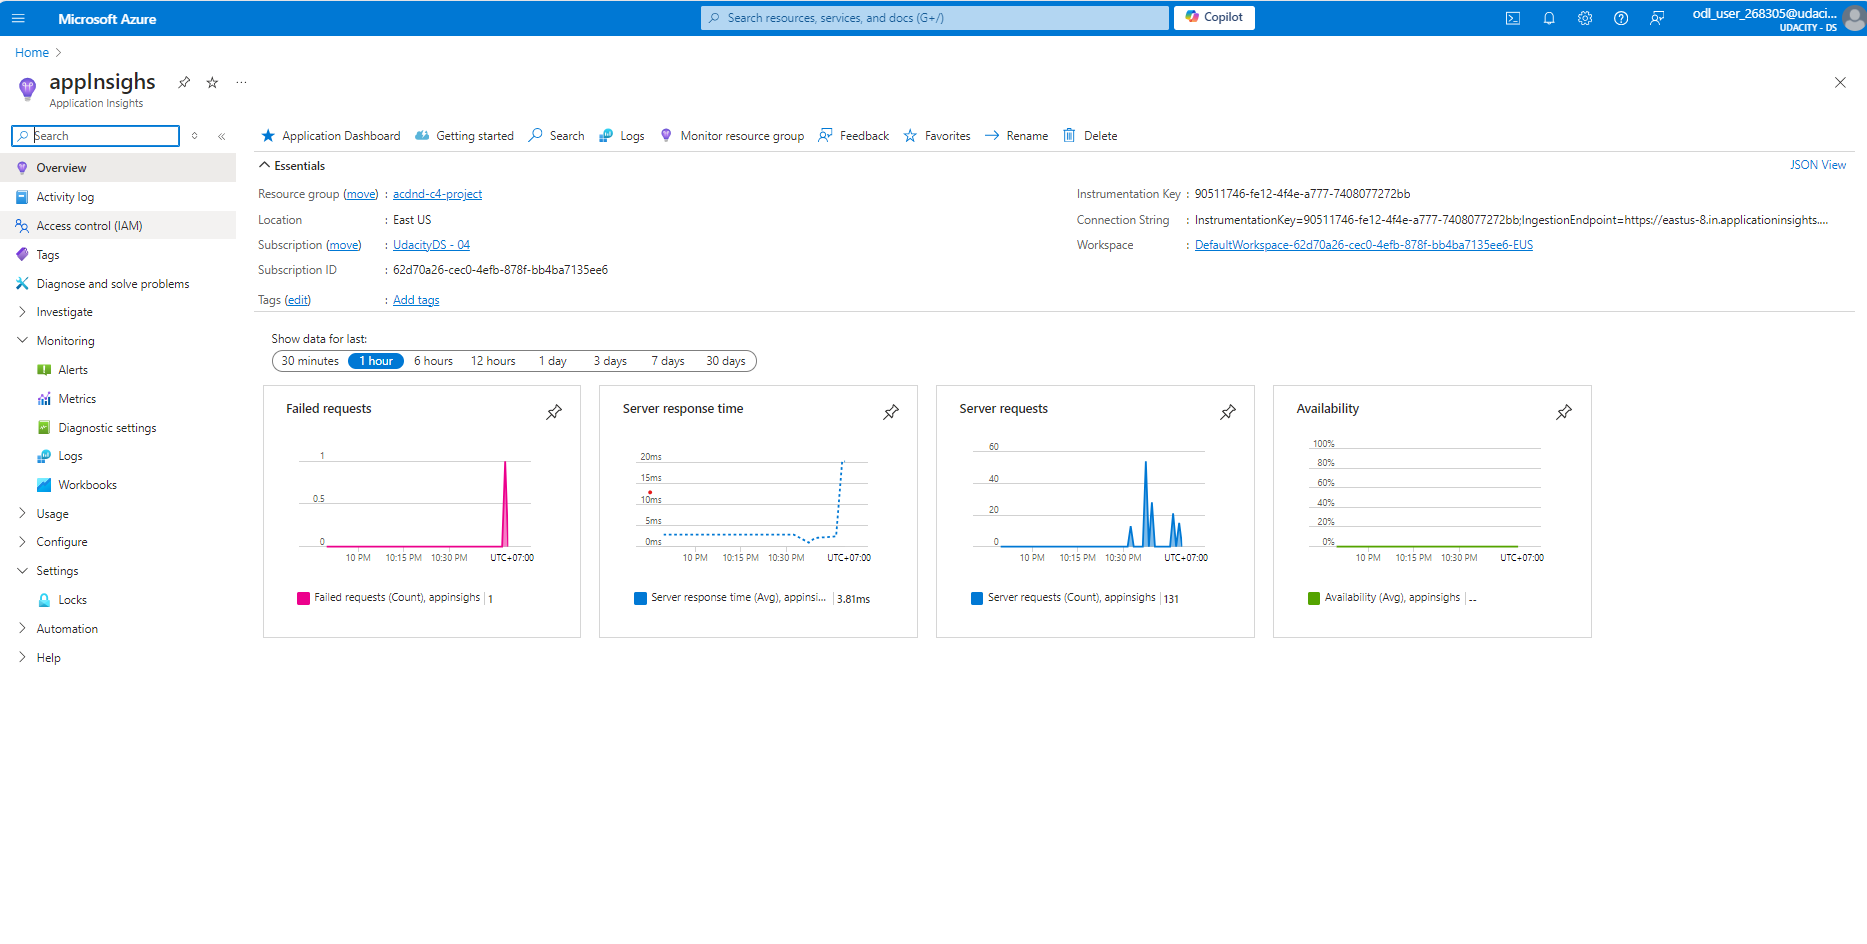 Microsoft Azure
Search resources, services, and docs (G+/)
Copilot
odl_user_268305@udaci...
UDACITY - DS
Home
appInsighs
Application Insights
Search
Overview
Activity log
Access control (IAM)
Tags
Diagnose and solve problems
Investigate
Monitoring
Alerts
Metrics
Diagnostic settings
Logs
Workbooks
Usage
Configure
Settings
Locks
Automation
Help
Application Dashboard Getting started Search Logs Monitor resource group Feedback Favorites Rename Delete
Essentials
JSON View
Resource group (move) : acdnd-c4-project
Location : East US
Subscription (move) : UdacityDS - 04
Subscription ID : 62d70a26-cec0-4efb-878f-bb4ba7135ee6
Tags (edit) : Add tags
Instrumentation Key : 90511746-fe12-4f4e-a777-7408077272bb
Connection String : InstrumentationKey=90511746-fe12-4f4e-a777-7408077272bb;IngestionEndpoint=https://eastus-8.in.applicationinsights....
Workspace : DefaultWorkspace-62d70a26-cec0-4efb-878f-bb4ba7135ee6-EUS
Show data for last:
30 minutes 1 hour 6 hours 12 hours 1 day 3 days 7 days 30 days
Failed requests
1
0.5
0
10 PM 10:15 PM 10:30 PM UTC+07:00
Failed requests (Count), appinsighs 1
Server response time
20ms
15ms
10ms
5ms
0ms
10 PM 10:15 PM 10:30 PM UTC+07:00
Server response time (Avg), appinsi... 3.81ms
Server requests
60
40
20
0
10 PM 10:15 PM 10:30 PM UTC+07:00
Server requests (Count), appinsighs 131
Availability
100%
80%
60%
40%
20%
0%
10 PM 10:15 PM 10:30 PM UTC+07:00
Availability (Avg), appinsighs --